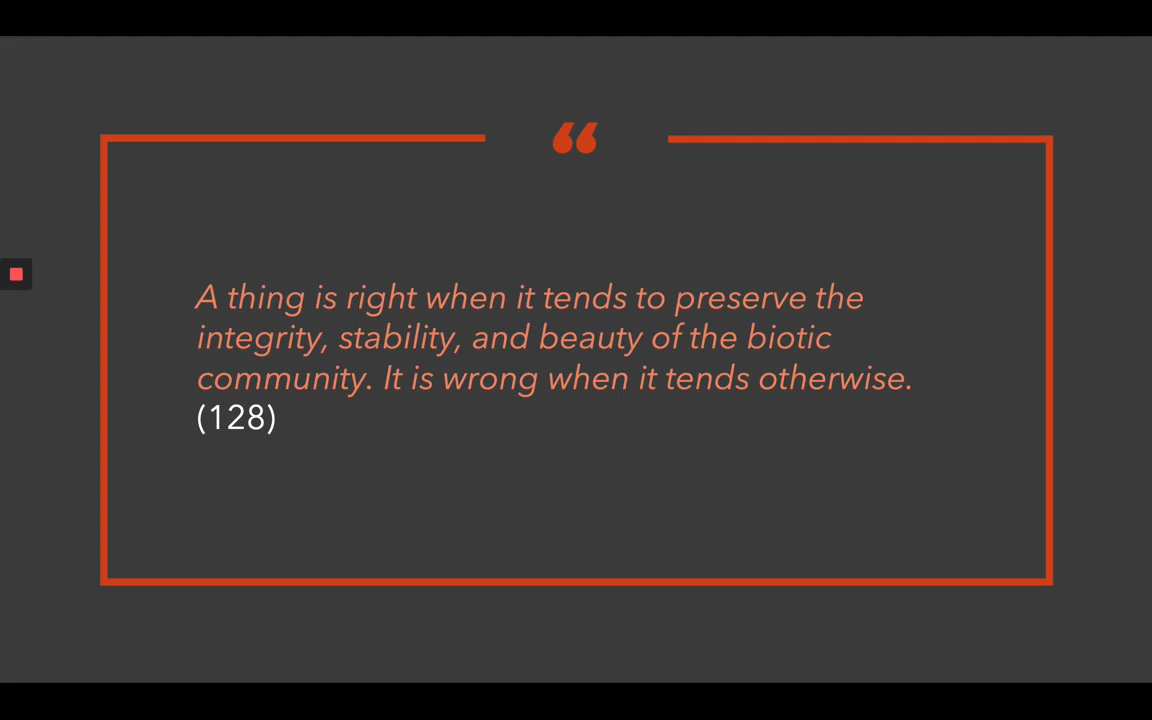 “
A thing is right when it tends to preserve the
integrity, stability, and beauty of the biotic
community. It is wrong when it tends otherwise.
(128)